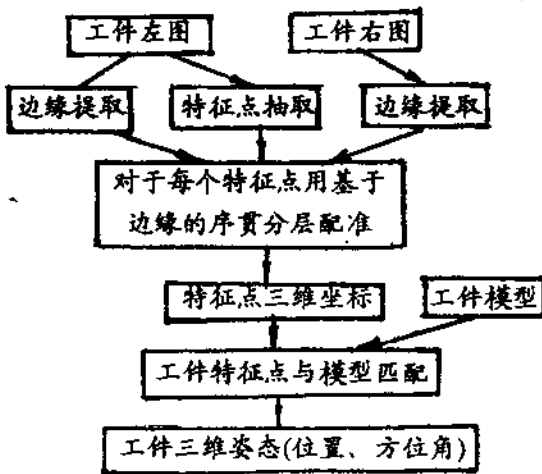 工件左图
工件右图
边缘提取
特征点抽取
边缘提取
对于每个特征点用基于
边缘的序贯分层配准
特征点三维坐标
工件模型
工件特征点与模型匹配
工件三维姿态(位置、方位角)